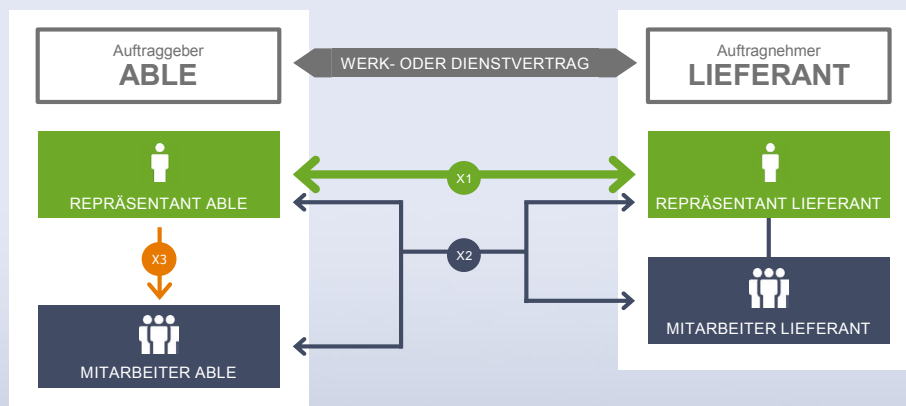 Auftraggeber
ABLE
WERK- ODER DIENSTVERTRAG
Auftragnehmer
LIEFERANT
REPRÄSENTANT ABLE
X1
REPRÄSENTANT LIEFERANT
X3
X2
MITARBEITER ABLE
MITARBEITER LIEFERANT